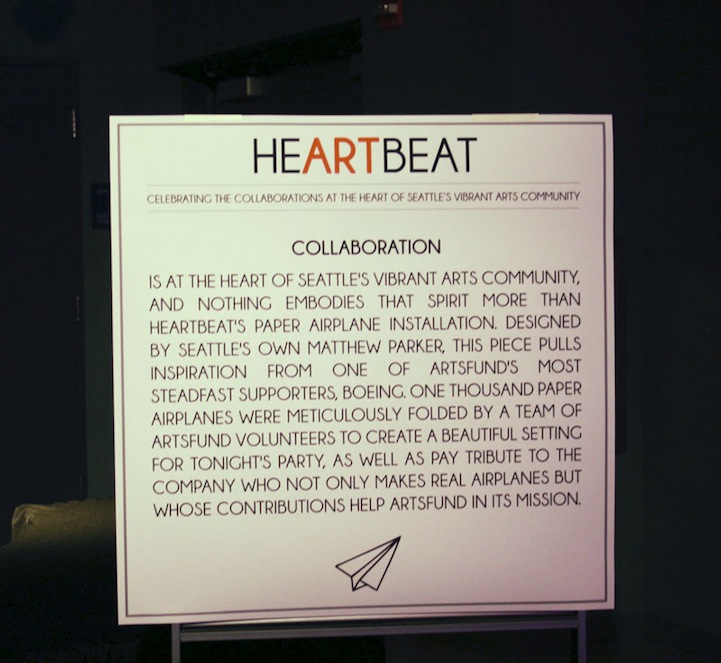 HEARTBEAT
CELEBRATING THE COLLABORATIONS AT THE HEART OF SEATTLE'S VIBRANT ARTS COMMUNITY
COLLABORATION
IS AT THE HEART OF SEATTLE'S VIBRANT ARTS COMMUNITY,
AND NOTHING EMBODIES THAT SPIRIT MORE THAN
HEARTBEAT'S PAPER AIRPLANE INSTALLATION. DESIGNED
BY SEATTLE'S OWN MATTHEW PARKER, THIS PIECE PULLS
INSPIRATION FROM ONE OF ARTSFUND'S MOST
STEADFAST SUPPORTERS, BOEING. ONE THOUSAND PAPER
AIRPLANES WERE METICULOUSLY FOLDED BY A TEAM OF
ARTSFUND VOLUNTEERS TO CREATE A BEAUTIFUL SETTING
FOR TONIGHT'S PARTY, AS WELL AS PAY TRIBUTE TO THE
COMPANY WHO NOT ONLY MAKES REAL AIRPLANES BUT
WHOSE CONTRIBUTIONS HELP ARTSFUND IN ITS MISSION.